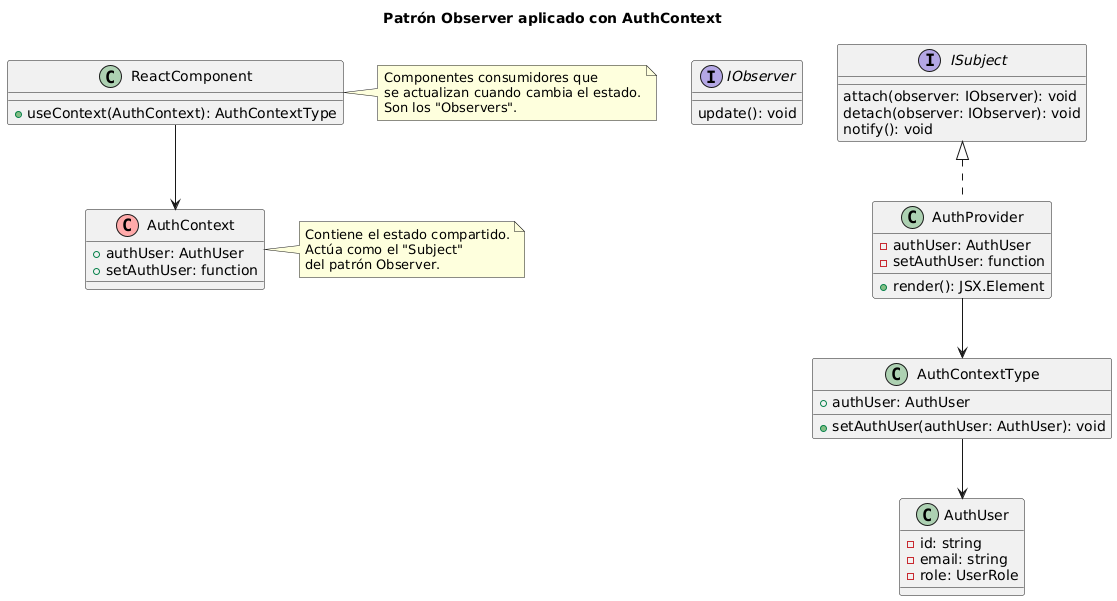 Patrón Observer aplicado con AuthContext
C ReactComponent
useContext(AuthContext): AuthContextType
Componentes consumidores que
se actualizan cuando cambia el estado.
Son los "Observers".
I IObserver
update(): void
I ISubject
attach(observer: IObserver): void
detach(observer: IObserver): void
notify(): void
C AuthContext
authUser: AuthUser
setAuthUser: function
Contiene el estado compartido.
Actúa como el "Subject"
del patrón Observer.
C AuthProvider
authUser: AuthUser
setAuthUser: function
render(): JSX.Element
C AuthContextType
authUser: AuthUser
setAuthUser(authUser: AuthUser): void
C AuthUser
id: string
email: string
role: UserRole